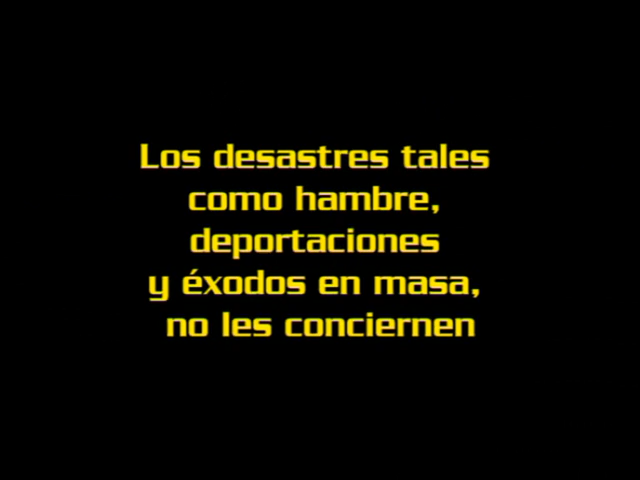 Los desastres tales
como hambre,
deportaciones
y éxodos en masa,
no les conciernen